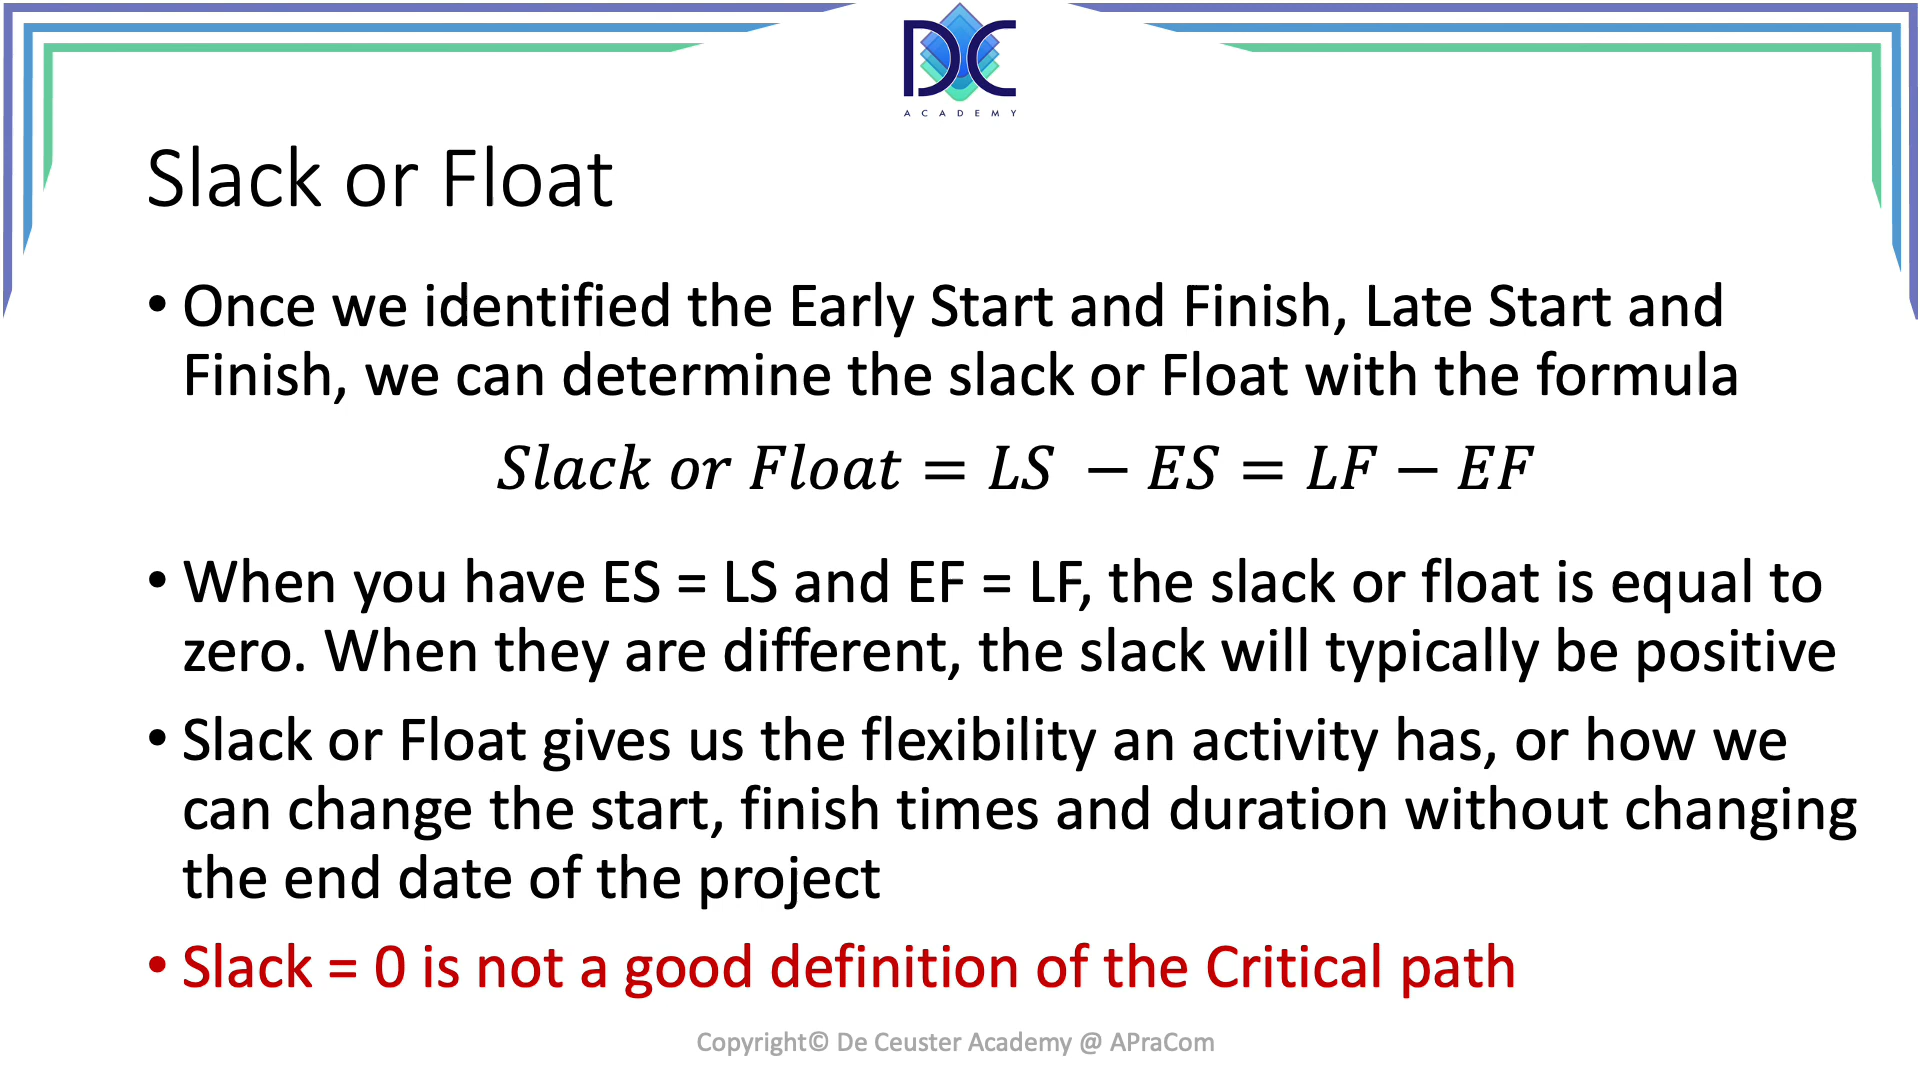 DC
ACADEMY
Slack or Float
• Once we identified the Early Start and Finish, Late Start and
Finish, we can determine the slack or Float with the formula
Slack or Float = LS − ES = LF − EF
• When you have ES = LS and EF = LF, the slack or float is equal to
zero. When they are different, the slack will typically be positive
• Slack or Float gives us the flexibility an activity has, or how we
can change the start, finish times and duration without changing
the end date of the project
• Slack = 0 is not a good definition of the Critical path
Copyright© De Ceuster Academy @ APraCom